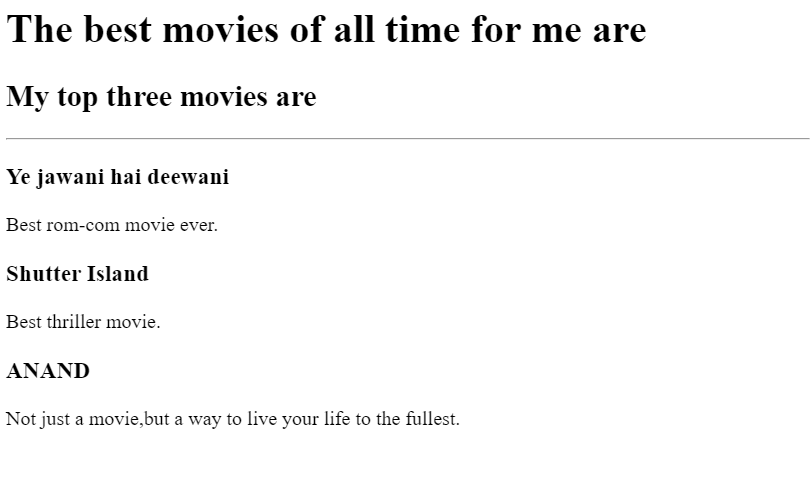 The best movies of all time for me are
My top three movies are
Ye jawani hai deewani
Best rom-com movie ever.
Shutter Island
Best thriller movie.
ANAND
Not just a movie,but a way to live your life to the fullest.